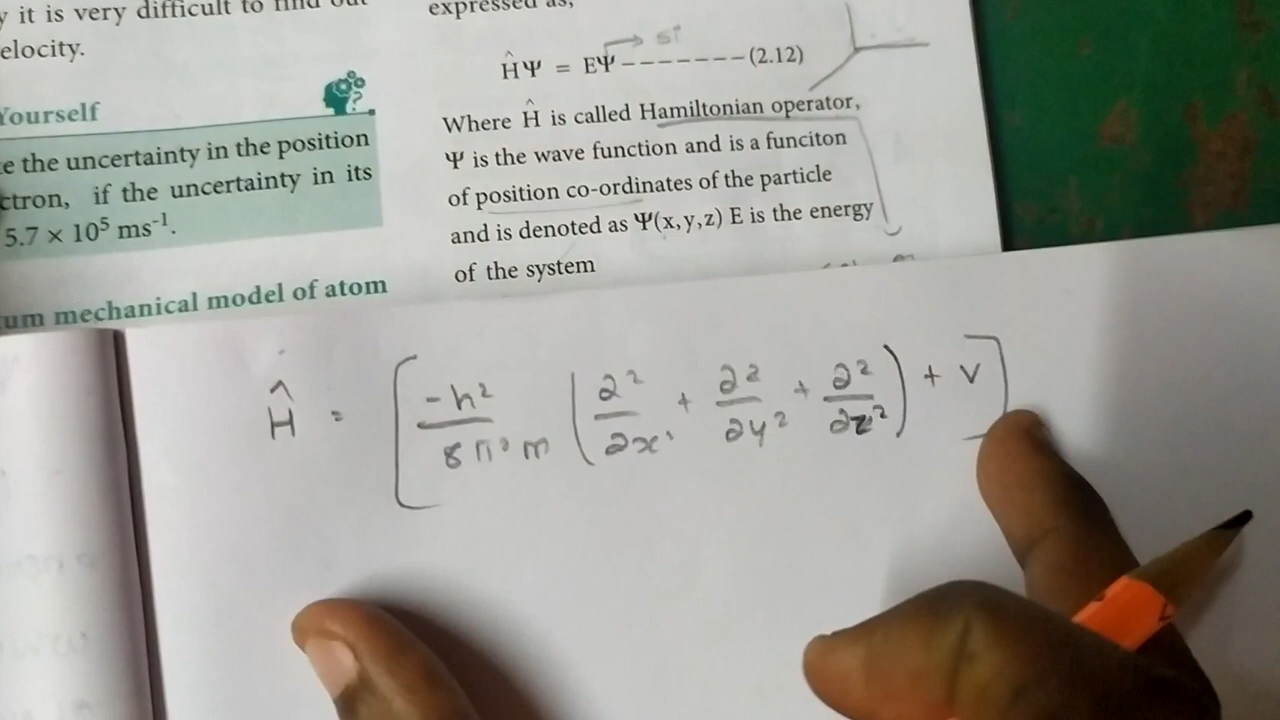 y it is very difficult to find out
elocity.
Yourself
te the uncertainty in the position
ctron, if the uncertainty in its
5.7 × 10⁵ ms⁻¹.
um mechanical model of atom
expressed as,
ĤΨ = EΨ-------(2.12)
Where Ĥ is called Hamiltonian operator,
Ψ is the wave function and is a funciton
of position co-ordinates of the particle
and is denoted as Ψ(x,y,z) E is the energy
of the system
Ĥ = [-h²/8π²m (∂²/∂x² + ∂²/∂y² + ∂²/∂z²) + V]